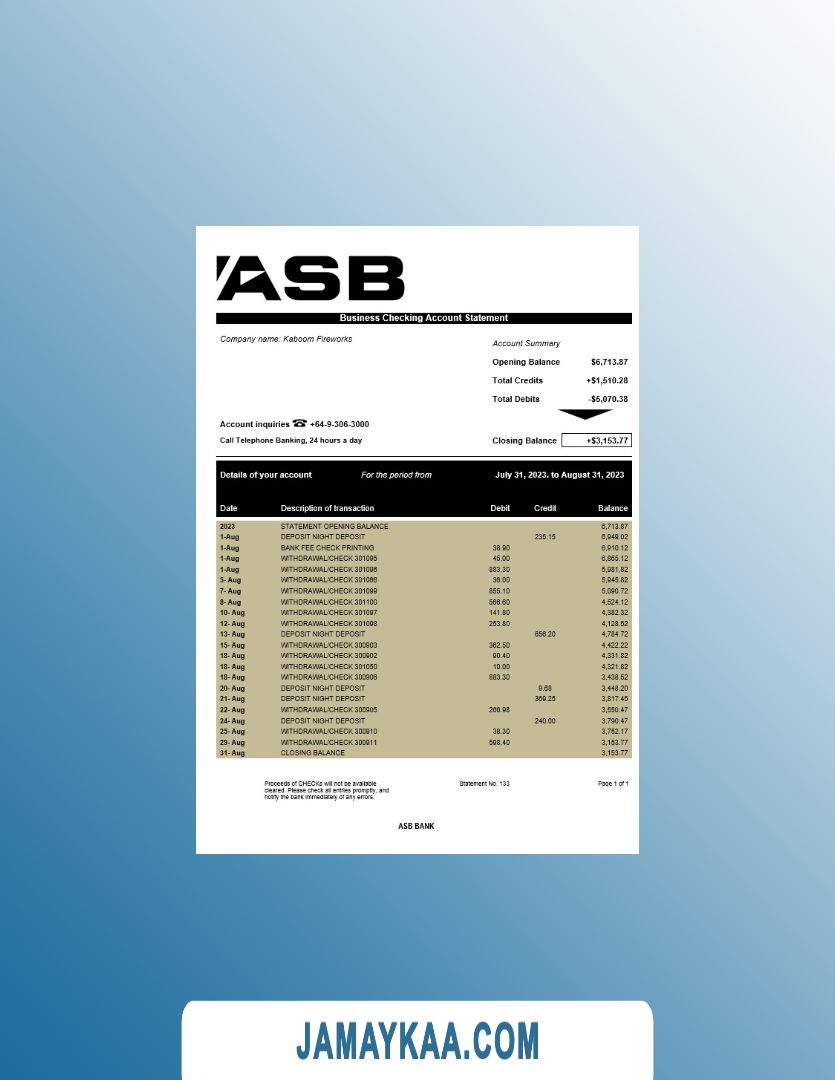 ASB
Business Checking Account Statement
Company name: Kaboom Fireworks
Account Summary
Opening Balance $6,713.87
Total Credits +$1,510.28
Total Debits -$5,070.38
Account inquiries ☎ +64-9-306-3000
Call Telephone Banking, 24 hours a day
Closing Balance +$3,153.77
Details of your account For the period from July 31, 2023. to August 31, 2023
Date Description of transaction Debit Credit Balance
2023 STATEMENT OPENING BALANCE 6,713.87
1-Aug DEPOSIT NIGHT DEPOSIT 235.15 6,949.02
1-Aug BANK FEE CHECK PRINTING 38.90 6,910.12
1-Aug WITHDRAWAL/CHECK 301095 45.00 6,865.12
1-Aug WITHDRAWAL/CHECK 301096 883.30 5,981.82
5- Aug WITHDRAWAL/CHECK 301086 36.00 5,945.82
7- Aug WITHDRAWAL/CHECK 301099 855.10 5,090.72
8- Aug WITHDRAWAL/CHECK 301100 566.60 4,524.12
10- Aug WITHDRAWAL/CHECK 301097 141.80 4,382.32
12- Aug WITHDRAWAL/CHECK 301098 253.80 4,128.52
13- Aug DEPOSIT NIGHT DEPOSIT 656.20 4,784.72
15- Aug WITHDRAWAL/CHECK 300903 362.50 4,422.22
18- Aug WITHDRAWAL/CHECK 300902 90.40 4,331.82
18- Aug WITHDRAWAL/CHECK 301050 10.00 4,321.82
18- Aug WITHDRAWAL/CHECK 300906 883.30 3,438.52
20- Aug DEPOSIT NIGHT DEPOSIT 9.68 3,448.20
21- Aug DEPOSIT NIGHT DEPOSIT 369.25 3,817.45
22- Aug WITHDRAWAL/CHECK 300905 266.98 3,550.47
24- Aug DEPOSIT NIGHT DEPOSIT 240.00 3,790.47
25- Aug WITHDRAWAL/CHECK 300910 38.30 3,752.17
29- Aug WITHDRAWAL/CHECK 300911 598.40 3,153.77
31- Aug CLOSING BALANCE 3,153.77
Proceeds of CHECKs will not be available
cleared. Please check all entries promptly, and
notify the bank immediately of any errors.
Statement No. 133
Page 1 of 1
ASB BANK
JAMAYKAA.COM